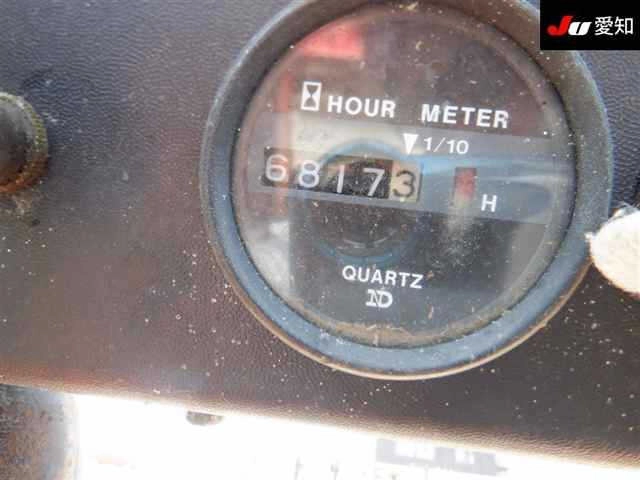 JU 愛知
HOUR METER
1/10
68173
H
QUARTZ
ND